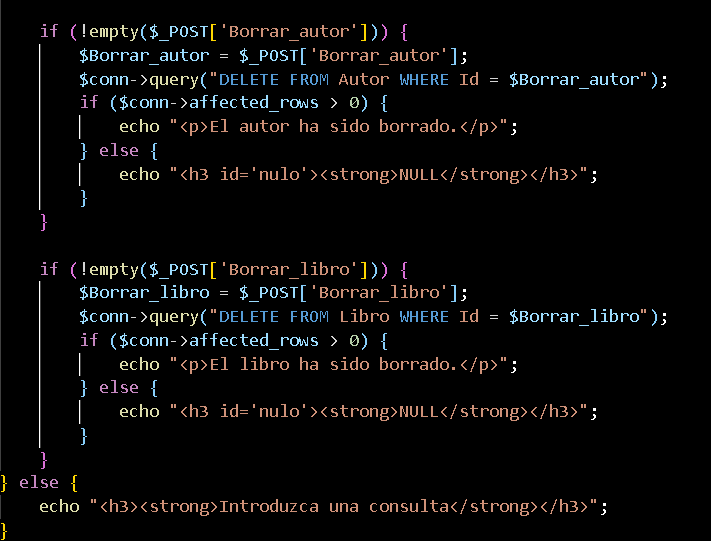 if (!empty($_POST['Borrar_autor'])) {
$Borrar_autor = $_POST['Borrar_autor'];
$conn->query("DELETE FROM Autor WHERE Id = $Borrar_autor");
if ($conn->affected_rows > 0) {
echo "<p>El autor ha sido borrado.</p>";
} else {
echo "<h3 id='nulo'><strong>NULL</strong></h3>";
}
}
if (!empty($_POST['Borrar_libro'])) {
$Borrar_libro = $_POST['Borrar_libro'];
$conn->query("DELETE FROM Libro WHERE Id = $Borrar_libro");
if ($conn->affected_rows > 0) {
echo "<p>El libro ha sido borrado.</p>";
} else {
echo "<h3 id='nulo'><strong>NULL</strong></h3>";
}
}
} else {
echo "<h3><strong>Introduzca una consulta</strong></h3>";
}